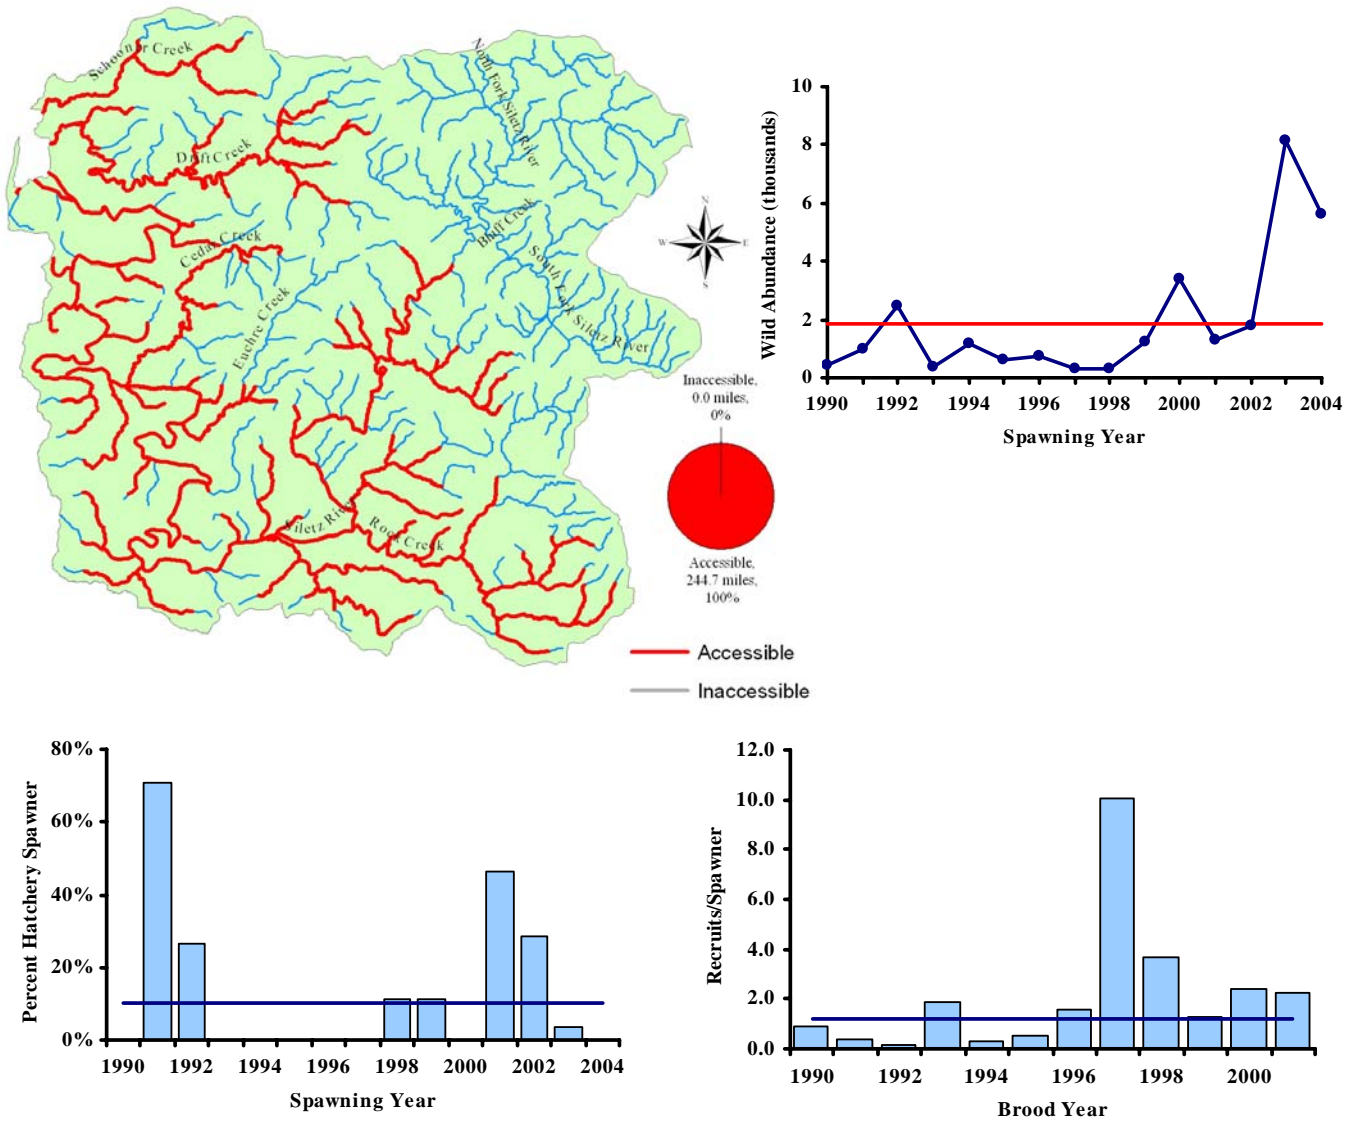 Schooner Creek
North Fork Siletz River
Drift Creek
Bluff Creek
Cedar Creek
South Fork Siletz River
Euchre Creek
Siletz River
Rock Creek
N
W E
S
Inaccessible,
0.0 miles,
0%
Accessible,
244.7 miles,
100%
Accessible
Inaccessible
Wild Abundance (thousands)
10
8
6
4
2
0
1990 1992 1994 1996 1998 2000 2002 2004
Spawning Year
Percent Hatchery Spawner
80%
60%
40%
20%
0%
1990 1992 1994 1996 1998 2000 2002 2004
Spawning Year
Recruits/Spawner
12.0
10.0
8.0
6.0
4.0
2.0
0.0
1990 1992 1994 1996 1998 2000
Brood Year